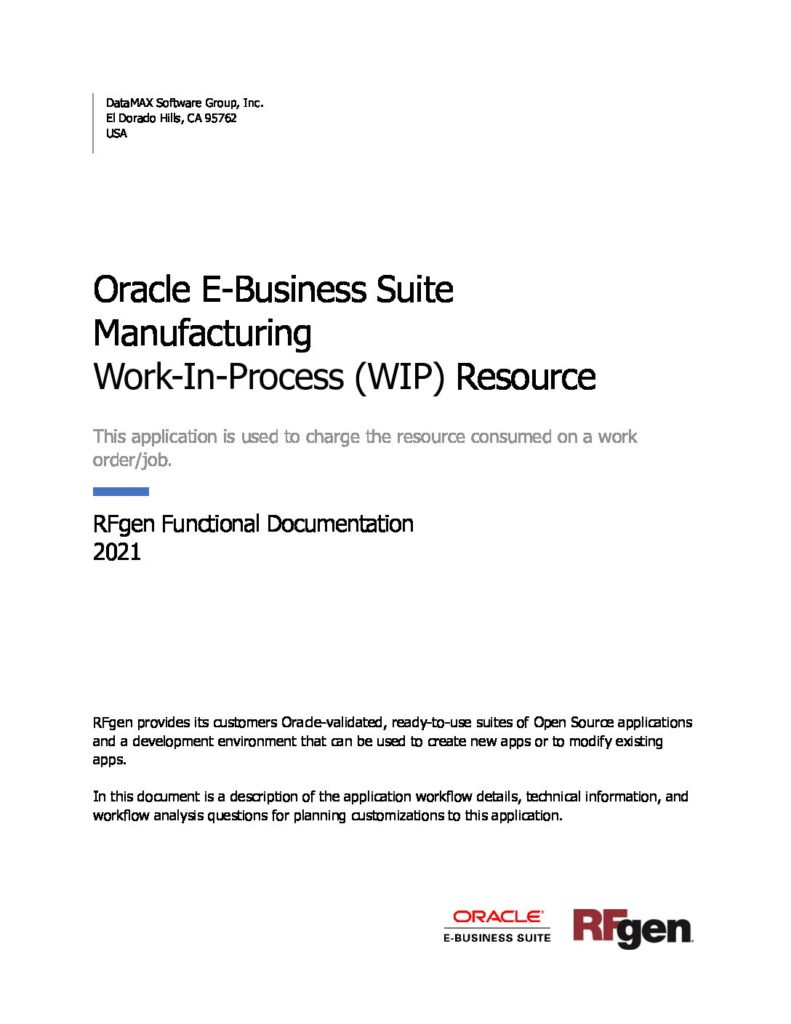 DataMAX Software Group, Inc.
El Dorado Hills, CA 95762
USA
Oracle E-Business Suite
Manufacturing
Work-In-Process (WIP) Resource
This application is used to charge the resource consumed on a work
order/job.
RFgen Functional Documentation
2021
RFgen provides its customers Oracle-validated, ready-to-use suites of Open Source applications
and a development environment that can be used to create new apps or to modify existing
apps.
In this document is a description of the application workflow details, technical information, and
workflow analysis questions for planning customizations to this application.
ORACLE
E-BUSINESS SUITE
RFgen